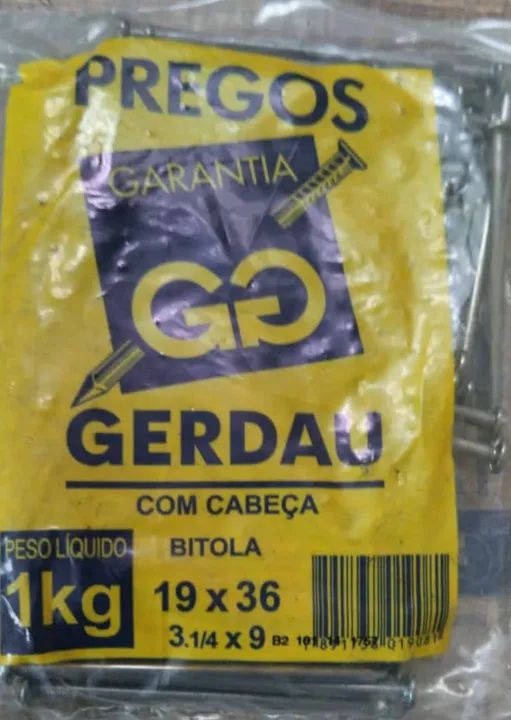 PREGOS
GARANTIA
GG
GERDAU
COM CABEÇA
PESO LÍQUIDO
1kg
BITOLA
19 x 36
3.1/4 x 9 B2